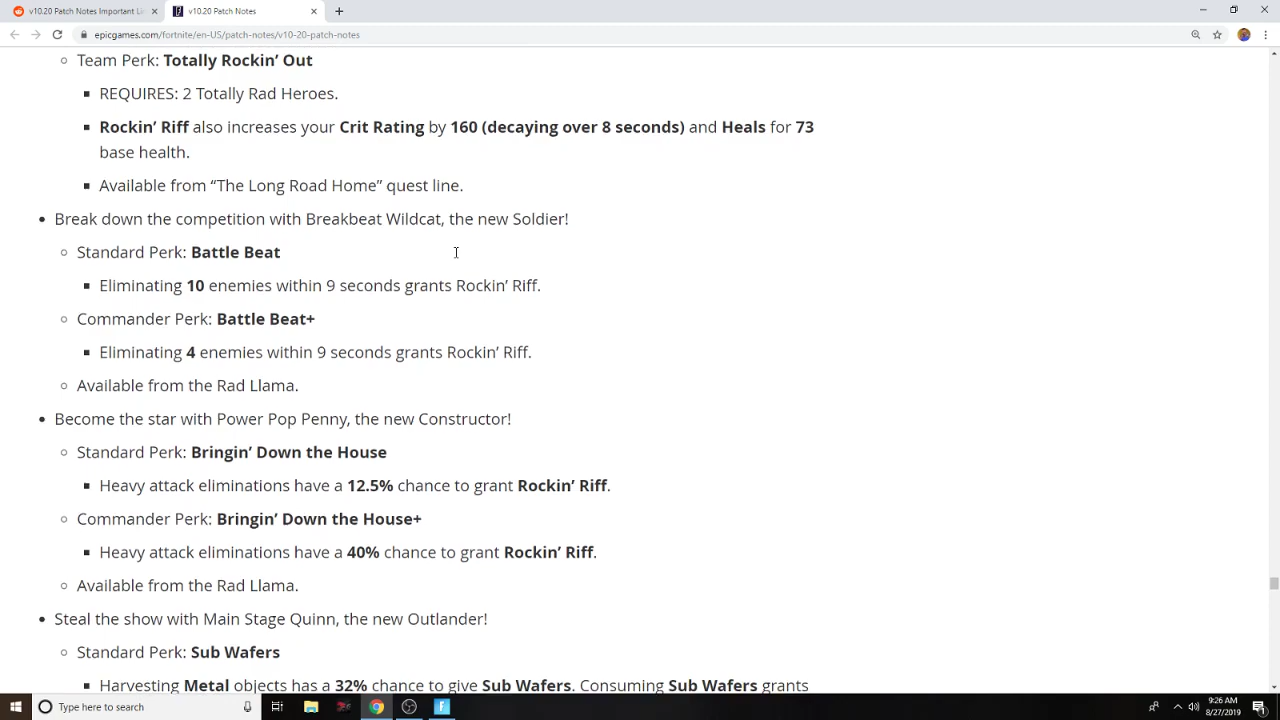 v10.20 Patch Notes Important Li
v10.20 Patch Notes
epicgames.com/fortnite/en-US/patch-notes/v10-20-patch-notes
Team Perk: Totally Rockin’ Out
REQUIRES: 2 Totally Rad Heroes.
Rockin’ Riff also increases your Crit Rating by 160 (decaying over 8 seconds) and Heals for 73
base health.
Available from “The Long Road Home” quest line.
Break down the competition with Breakbeat Wildcat, the new Soldier!
Standard Perk: Battle Beat
Eliminating 10 enemies within 9 seconds grants Rockin’ Riff.
Commander Perk: Battle Beat+
Eliminating 4 enemies within 9 seconds grants Rockin’ Riff.
Available from the Rad Llama.
Become the star with Power Pop Penny, the new Constructor!
Standard Perk: Bringin’ Down the House
Heavy attack eliminations have a 12.5% chance to grant Rockin’ Riff.
Commander Perk: Bringin’ Down the House+
Heavy attack eliminations have a 40% chance to grant Rockin’ Riff.
Available from the Rad Llama.
Steal the show with Main Stage Quinn, the new Outlander!
Standard Perk: Sub Wafers
Harvesting Metal objects has a 32% chance to give Sub Wafers. Consuming Sub Wafers grants
Type here to search
9:26 AM
8/27/2019